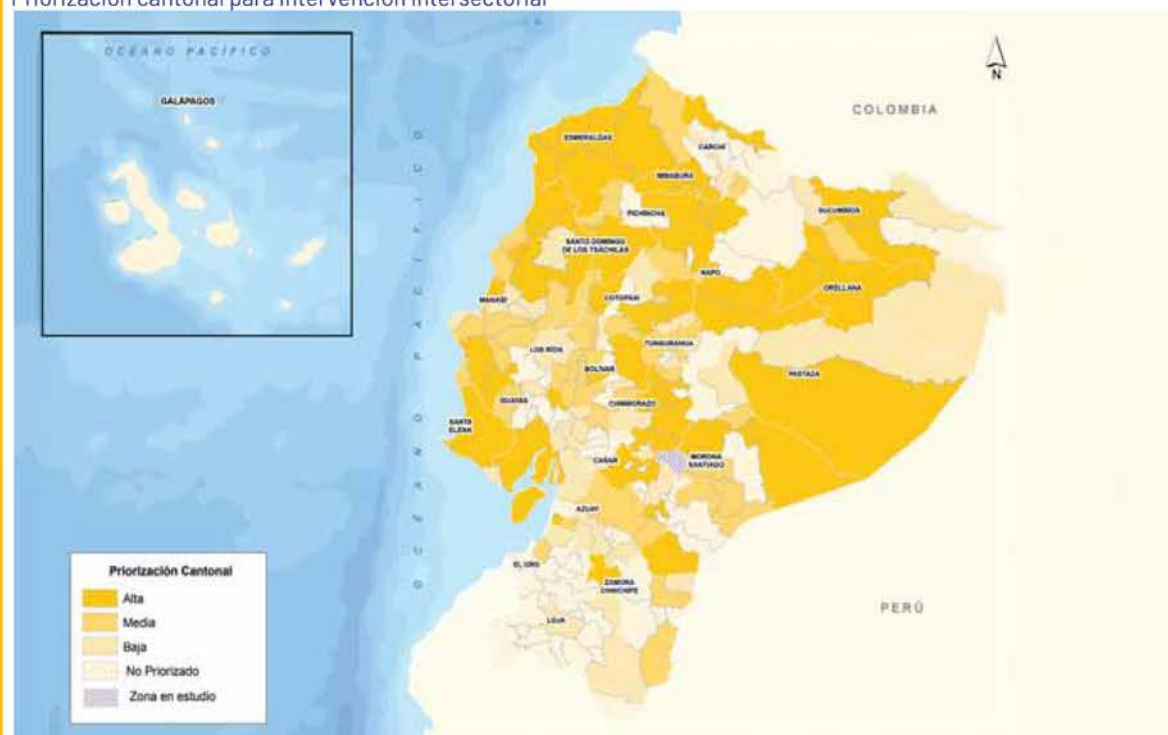 Priorización cantonal para intervención intersectorial
OCÉANO PACÍFICO
GALÁPAGOS
N
COLOMBIA
ESMERALDAS
CARCHI
IMBABURA
SUCUMBIOS
PICHINCHA
SANTO DOMINGO
DE LOS TSÁCHILAS
NAPO
ORELLANA
MANABÍ
COTOPAXI
TUNGURAHUA
LOS RÍOS
BOLÍVAR
PASTAZA
GUAYAS
CHIMBORAZO
SANTA
ELENA
CAÑAR
MORONA
SANTIAGO
AZUAY
EL ORO
ZAMORA
CHINCHIPE
LOJA
PERÚ
Priorización Cantonal
Alta
Media
Baja
No Priorizado
Zona en estudio